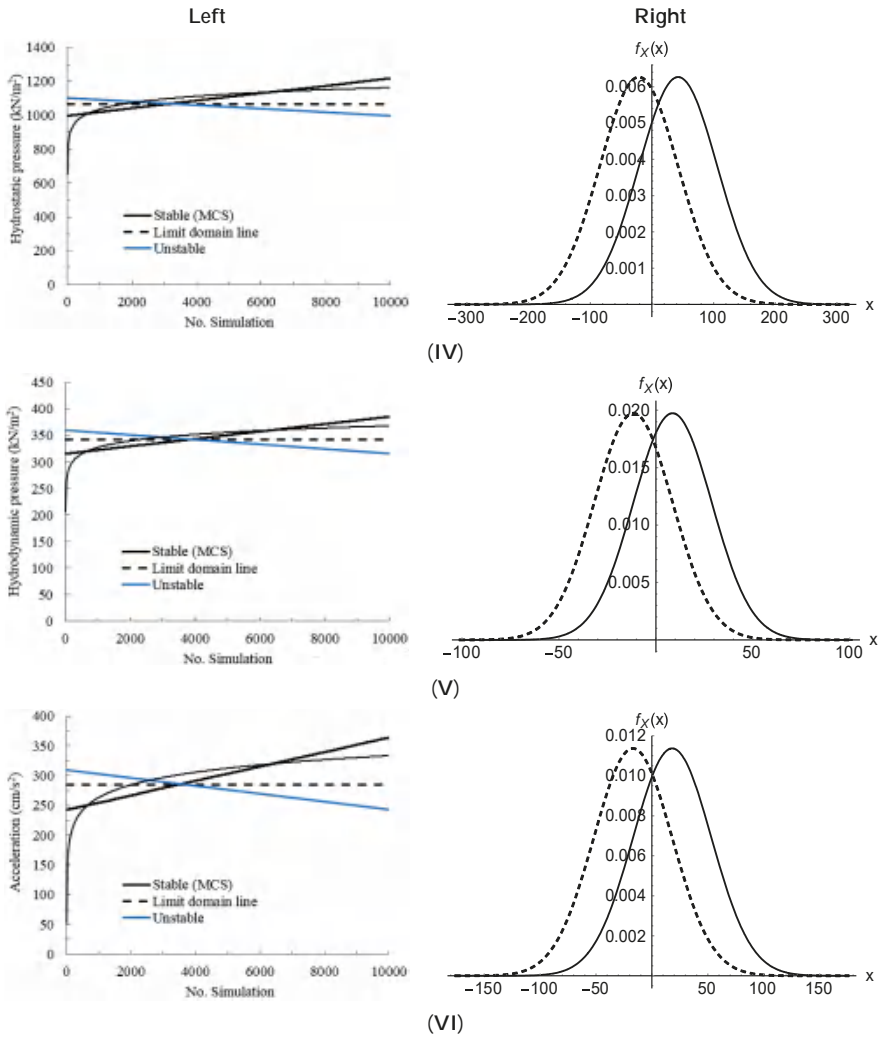 Left
Right
Hydrostatic pressure (kN/m²)
1400
1200
1000
800
600
400
200
0
Stable (MCS)
Limit domain line
Unstable
0 2000 4000 6000 8000 10000
No. Simulation
f_X(x)
0.006
0.005
0.004
0.003
0.002
0.001
−300 −200 −100 100 200 300 x
(IV)
Hydrodynamic pressure (kN/m²)
450
400
350
300
250
200
150
100
50
0
Stable (MCS)
Limit domain line
Unstable
0 2000 4000 6000 8000 10000
No. Simulation
f_X(x)
0.020
0.015
0.010
0.005
−100 −50 50 100 x
(V)
Acceleration (cm/s²)
400
350
300
250
200
150
100
50
0
Stable (MCS)
Limit domain line
Unstable
0 2000 4000 6000 8000 10000
No. Simulation
f_X(x)
0.012
0.010
0.008
0.006
0.004
0.002
−150 −100 −50 50 100 150 x
(VI)